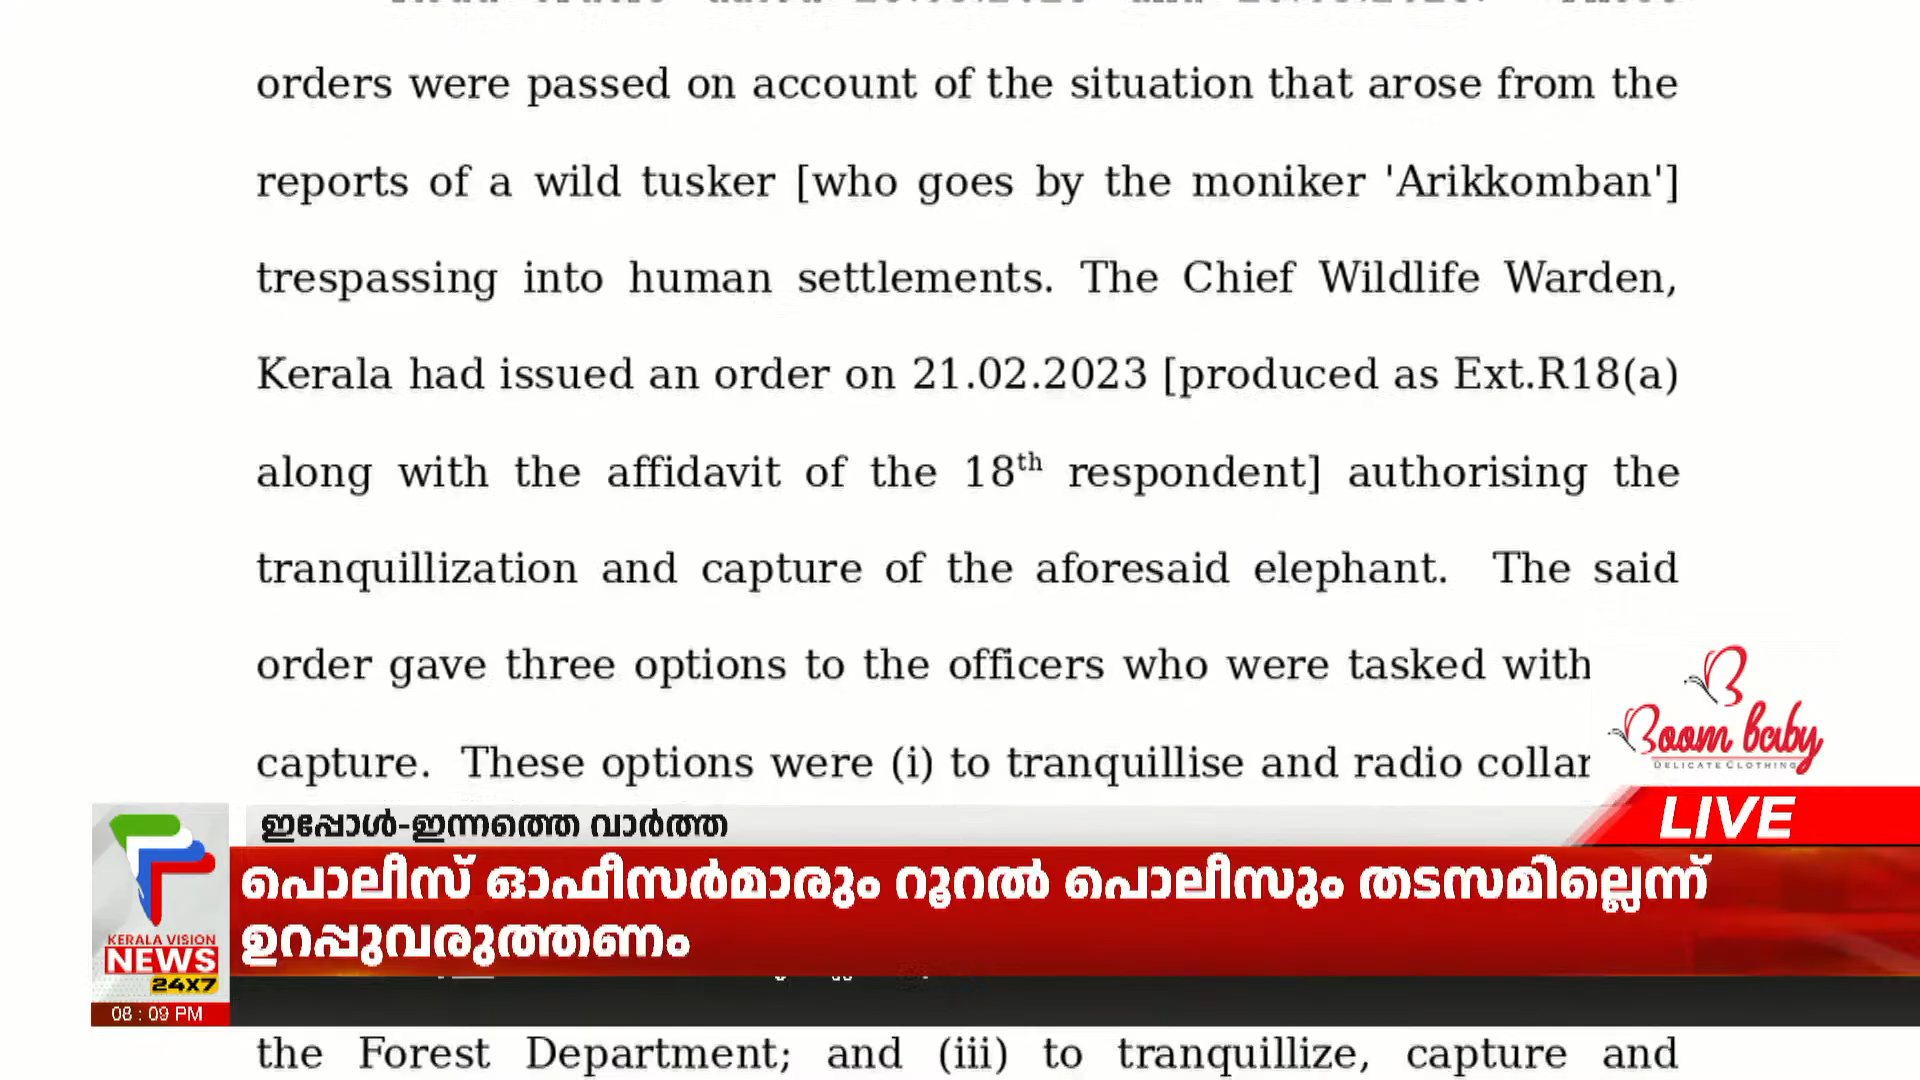 orders were passed on account of the situation that arose from the
reports of a wild tusker [who goes by the moniker 'Arikkomban']
trespassing into human settlements. The Chief Wildlife Warden,
Kerala had issued an order on 21.02.2023 [produced as Ext.R18(a)
along with the affidavit of the 18th respondent] authorising the
tranquillization and capture of the aforesaid elephant. The said
order gave three options to the officers who were tasked with
capture. These options were (i) to tranquillise and radio collar
Boom baby
DELICATE CLOTHING
LIVE
ഇപ്പോൾ-ഇന്നത്തെ വാർത്ത
പൊലീസ് ഓഫീസർമാരും റൂറൽ പൊലീസും തടസമില്ലെന്ന്
ഉറപ്പുവരുത്തണം
KERALA VISION
NEWS
24X7
08 : 09 PM
the Forest Department; and (iii) to tranquillize, capture and